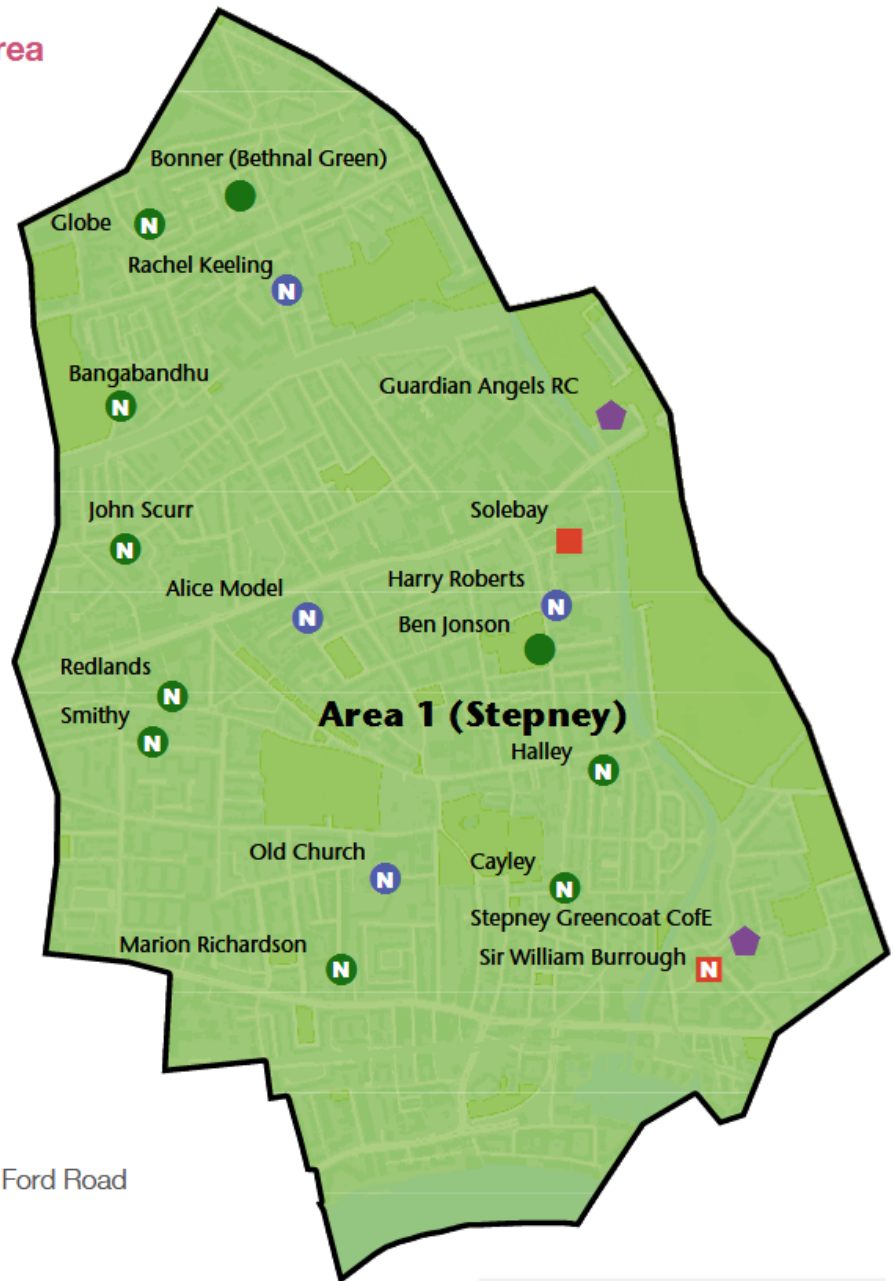 rea
Bonner (Bethnal Green)
Globe
N
Rachel Keeling
N
Bangabandhu
N
Guardian Angels RC
John Scurr
N
Solebay
Alice Model
N
Harry Roberts
N
Ben Jonson
Redlands
N
Smithy
N
Area 1 (Stepney)
Halley
N
Old Church
N
Cayley
N
Stepney Greencoat CofE
Marion Richardson
N
Sir William Burrough
N
Ford Road